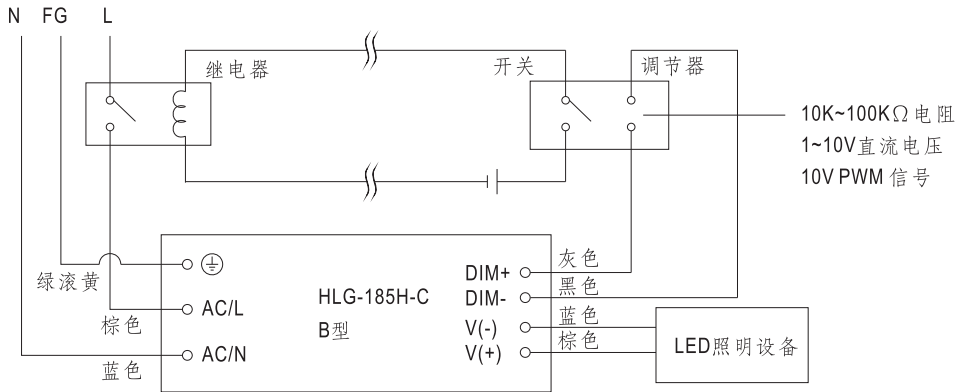 N FG L
继电器
开关
调节器
10K~100KΩ电阻
1~10V直流电压
10V PWM 信号
绿滚黄
棕色
蓝色
AC/L
AC/N
HLG-185H-C
B型
DIM+
DIM-
V(-)
V(+)
灰色
黑色
蓝色
棕色
LED照明设备